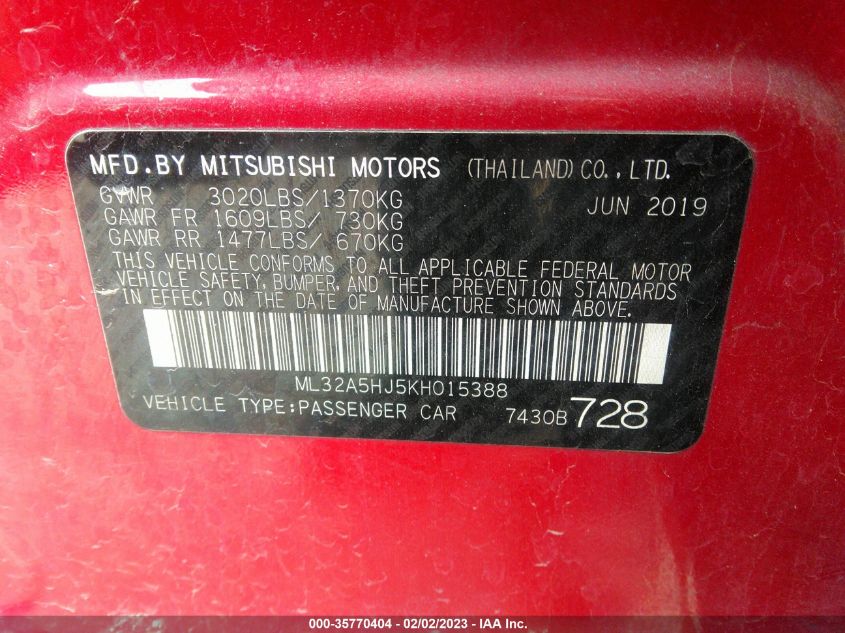 MFD.BY MITSUBISHI MOTORS (THAILAND) CO., LTD.
GVWR 3020LBS/1370KG JUN 2019
GAWR FR 1609LBS/ 730KG
GAWR RR 1477LBS/ 670KG
THIS VEHICLE CONFORMS TO ALL APPLICABLE FEDERAL MOTOR
VEHICLE SAFETY, BUMPER, AND THEFT PREVENTION STANDARDS
IN EFFECT ON THE DATE OF MANUFACTURE SHOWN ABOVE.
ML32A5HJ5KH015388
VEHICLE TYPE:PASSENGER CAR 7430B 728
000-35770404 - 02/02/2023 - IAA Inc.